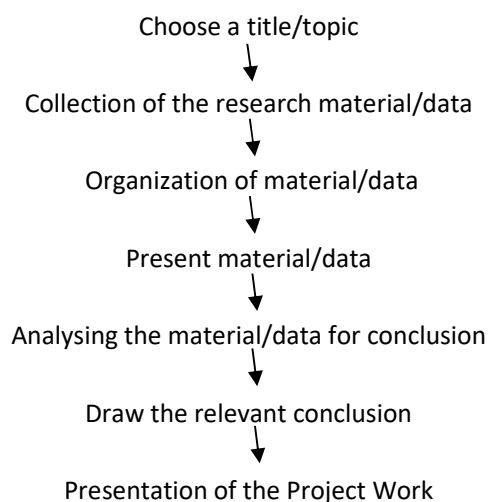 Choose a title/topic
Collection of the research material/data
Organization of material/data
Present material/data
Analysing the material/data for conclusion
Draw the relevant conclusion
Presentation of the Project Work